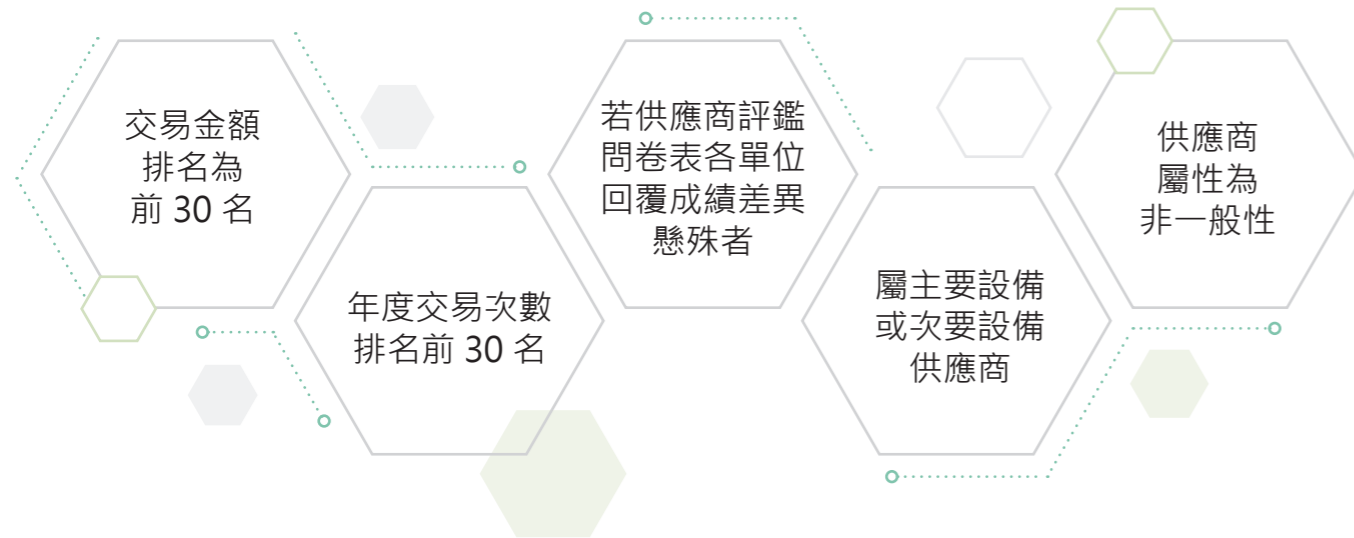 交易金額
排名為
前 30 名
年度交易次數
排名前 30 名
若供應商評鑑
問卷表各單位
回覆成績差異
懸殊者
屬主要設備
或次要設備
供應商
供應商
屬性為
非一般性